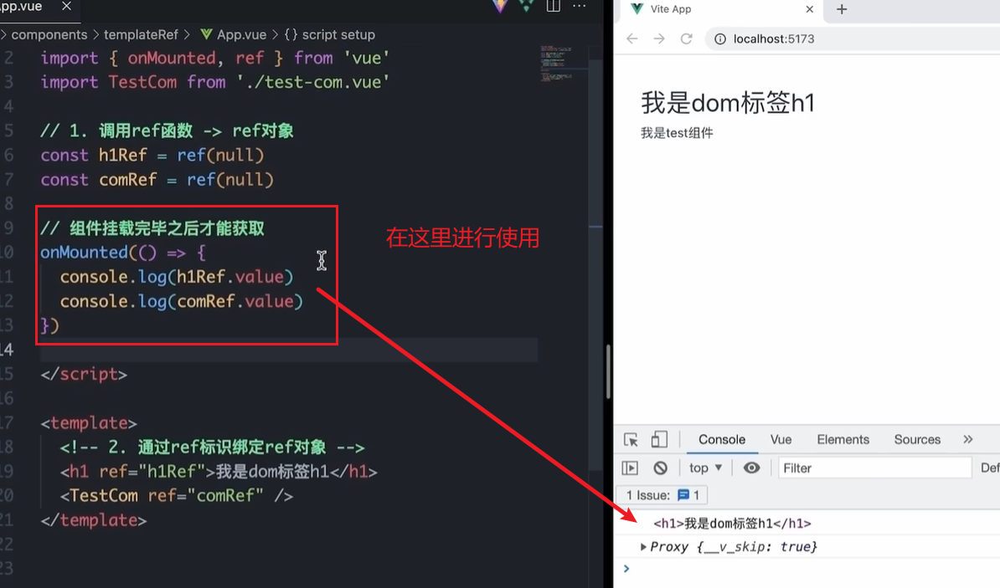 App.vue ×
components > templateRef > App.vue > {} script setup
2 import { onMounted, ref } from 'vue'
3 import TestCom from './test-com.vue'
4
5 // 1. 调用ref函数 -> ref对象
6 const h1Ref = ref(null)
7 const comRef = ref(null)
8
9 // 组件挂载完毕之后才能获取
10 onMounted(() => {
11 console.log(h1Ref.value)
12 console.log(comRef.value)
13 })
14
15 </script>
16
17 <template>
18 <!-- 2. 通过ref标识绑定ref对象 -->
19 <h1 ref="h1Ref">我是dom标签h1</h1>
20 <TestCom ref="comRef" />
21 </template>
22
23
在这里进行使用
Vite App
localhost:5173
我是dom标签h1
我是test组件
Console Vue Elements Sources »
top ▼ Filter Def
1 Issue: 1
<h1>我是dom标签h1</h1>
Proxy {__v_skip: true}